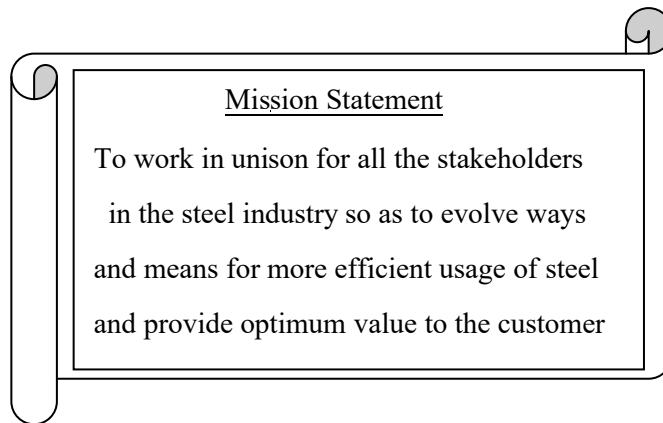 Mission Statement
To work in unison for all the stakeholders
in the steel industry so as to evolve ways
and means for more efficient usage of steel
and provide optimum value to the customer